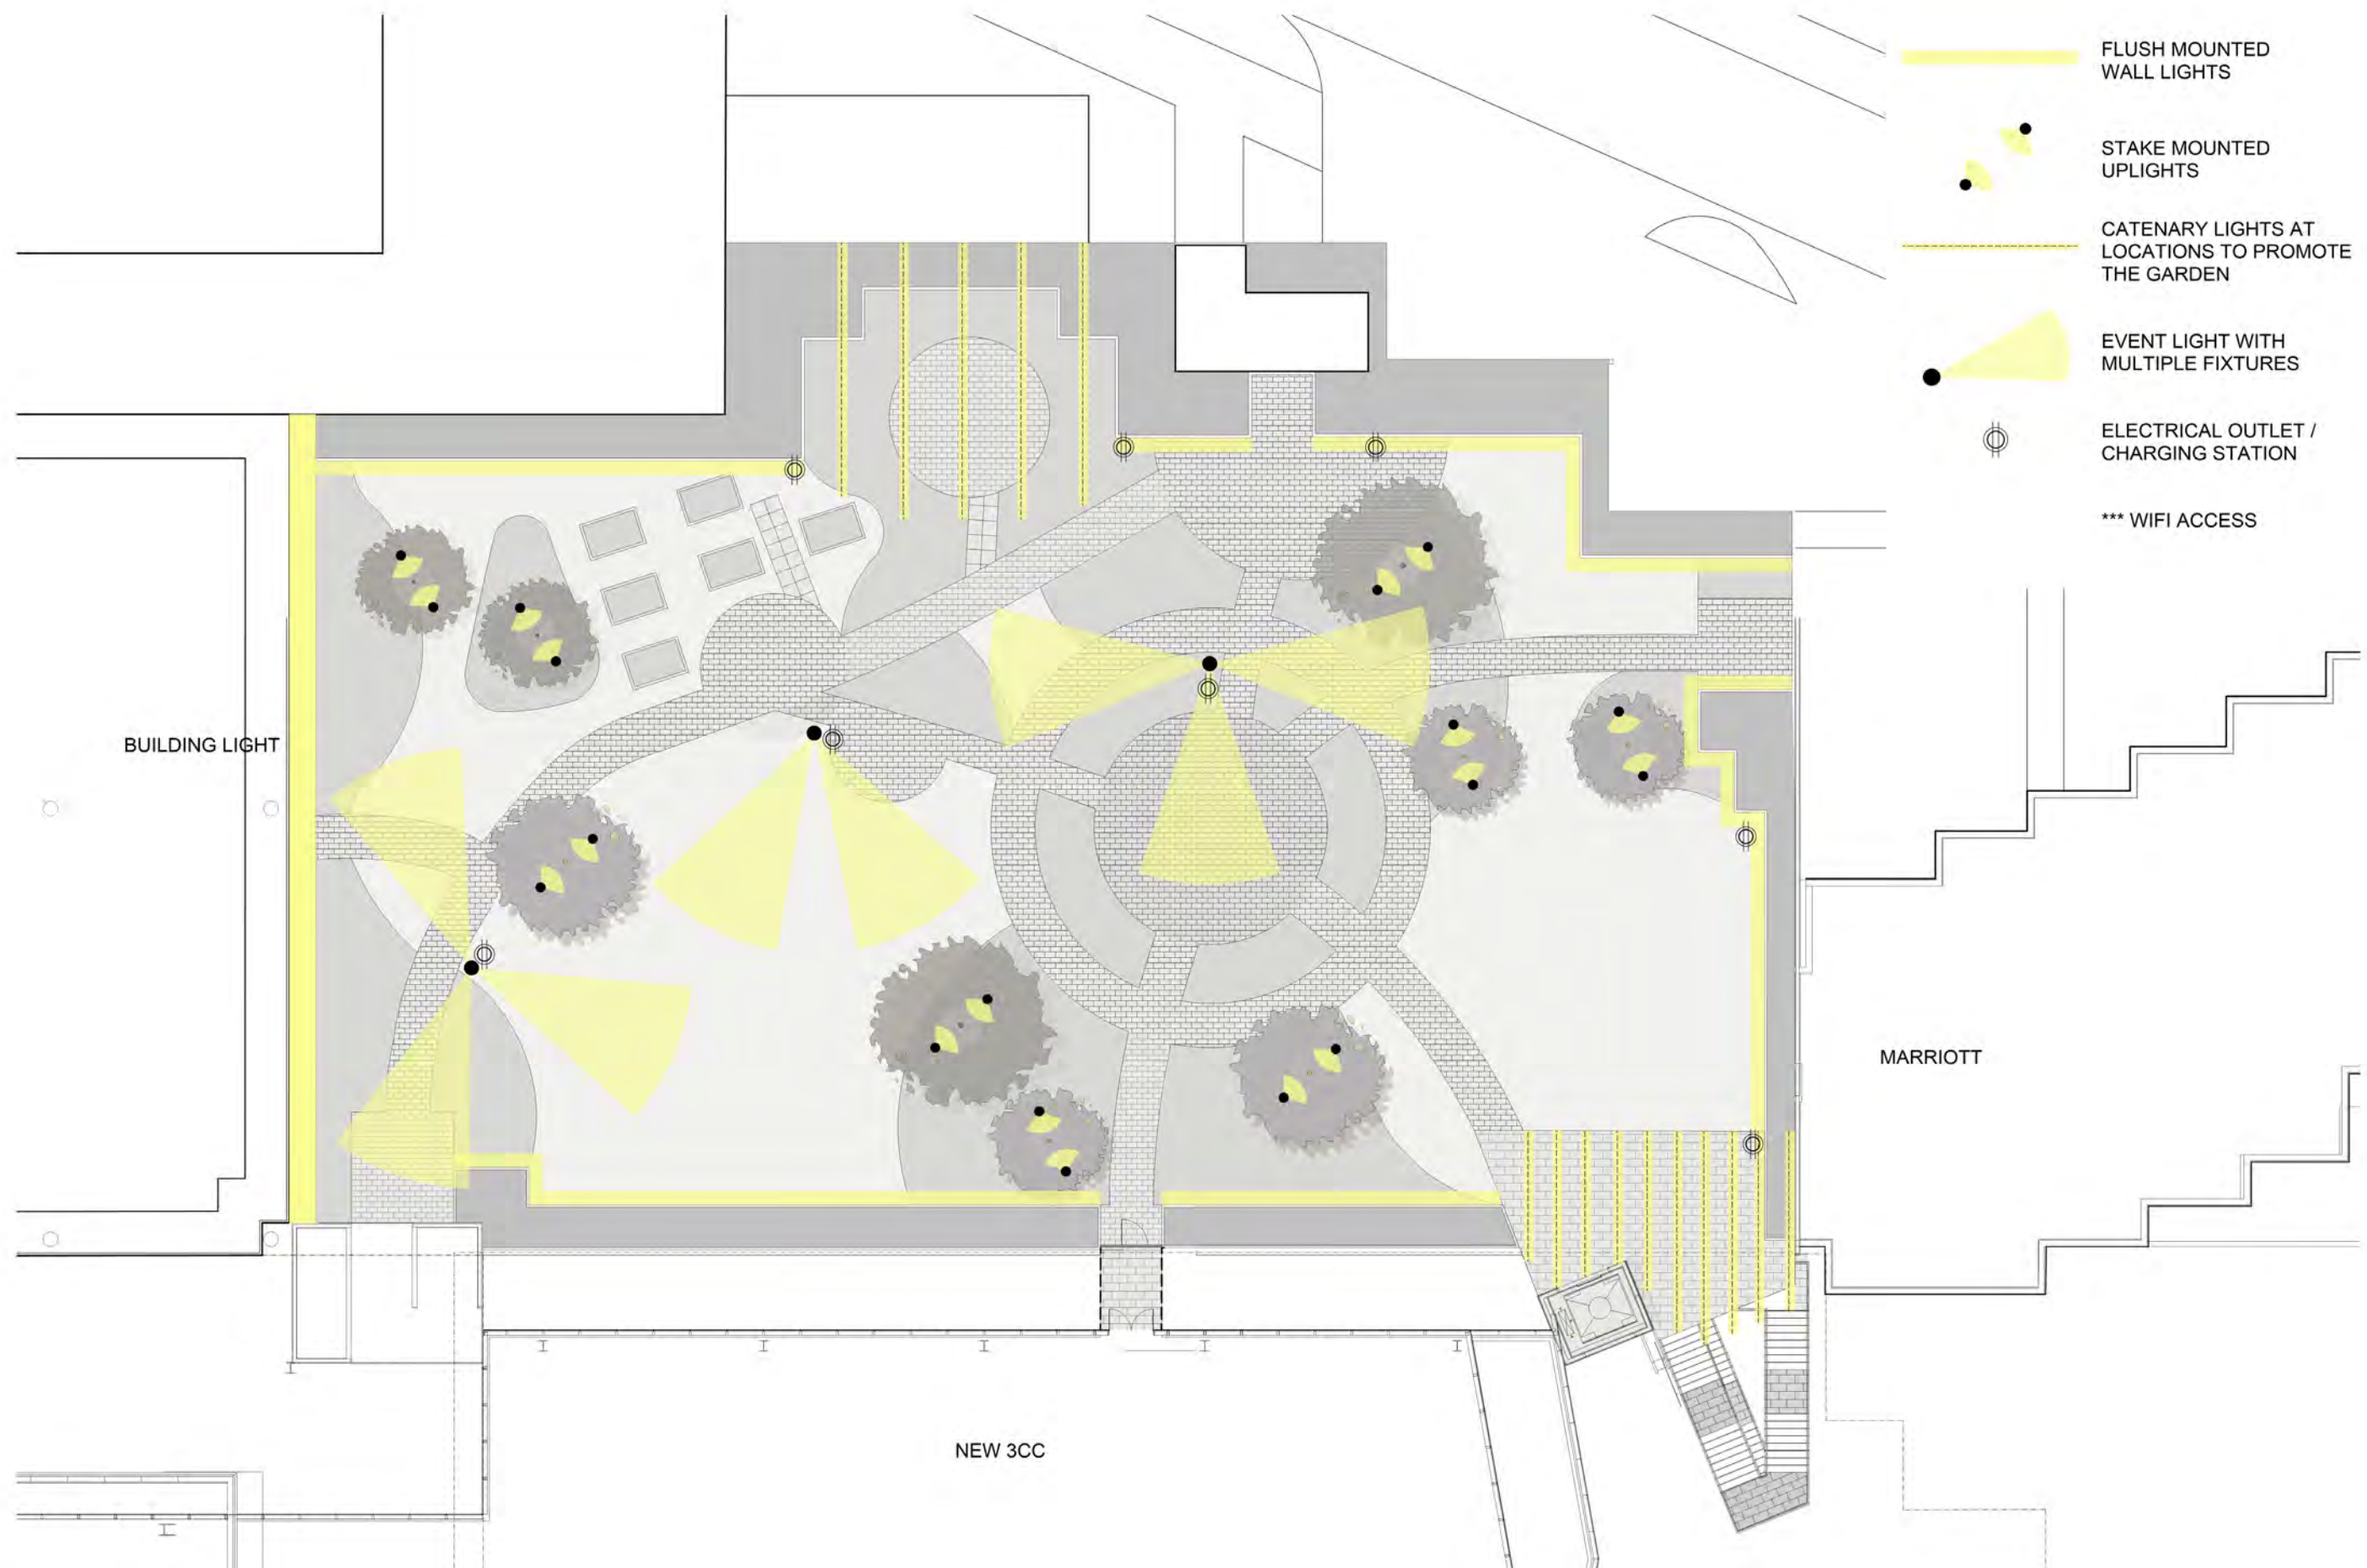 FLUSH MOUNTED
WALL LIGHTS
STAKE MOUNTED
UPLIGHTS
CATENARY LIGHTS AT
LOCATIONS TO PROMOTE
THE GARDEN
EVENT LIGHT WITH
MULTIPLE FIXTURES
ELECTRICAL OUTLET /
CHARGING STATION
*** WIFI ACCESS
BUILDING LIGHT
MARRIOTT
NEW 3CC